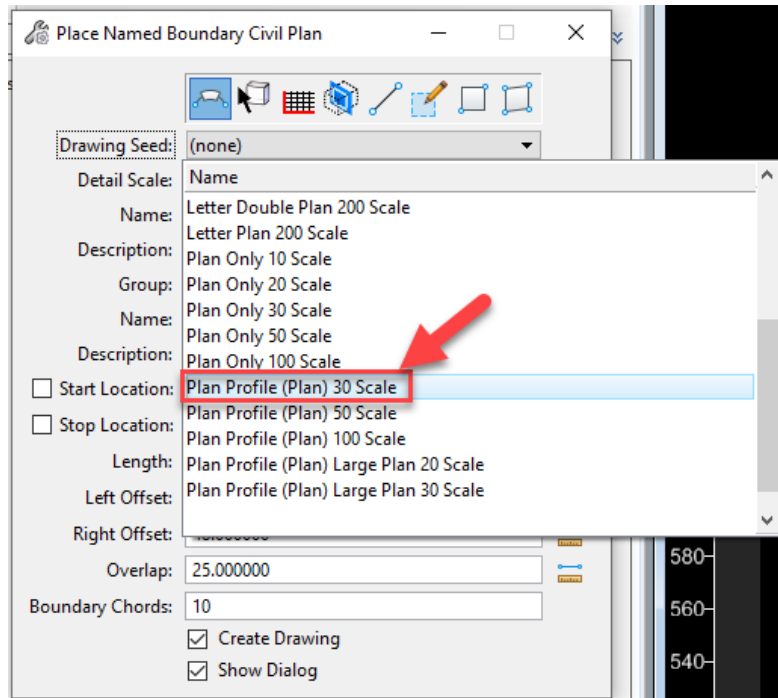 Place Named Boundary Civil Plan
Drawing Seed: (none)
Detail Scale: Name
Name: Letter Double Plan 200 Scale
Letter Plan 200 Scale
Description: Plan Only 10 Scale
Group: Plan Only 20 Scale
Name: Plan Only 30 Scale
Plan Only 50 Scale
Description: Plan Only 100 Scale
Start Location: Plan Profile (Plan) 30 Scale
Stop Location: Plan Profile (Plan) 50 Scale
Plan Profile (Plan) 100 Scale
Length: Plan Profile (Plan) Large Plan 20 Scale
Left Offset: Plan Profile (Plan) Large Plan 30 Scale
Right Offset:
Overlap: 25.000000
Boundary Chords: 10
Create Drawing
Show Dialog
580
560
540